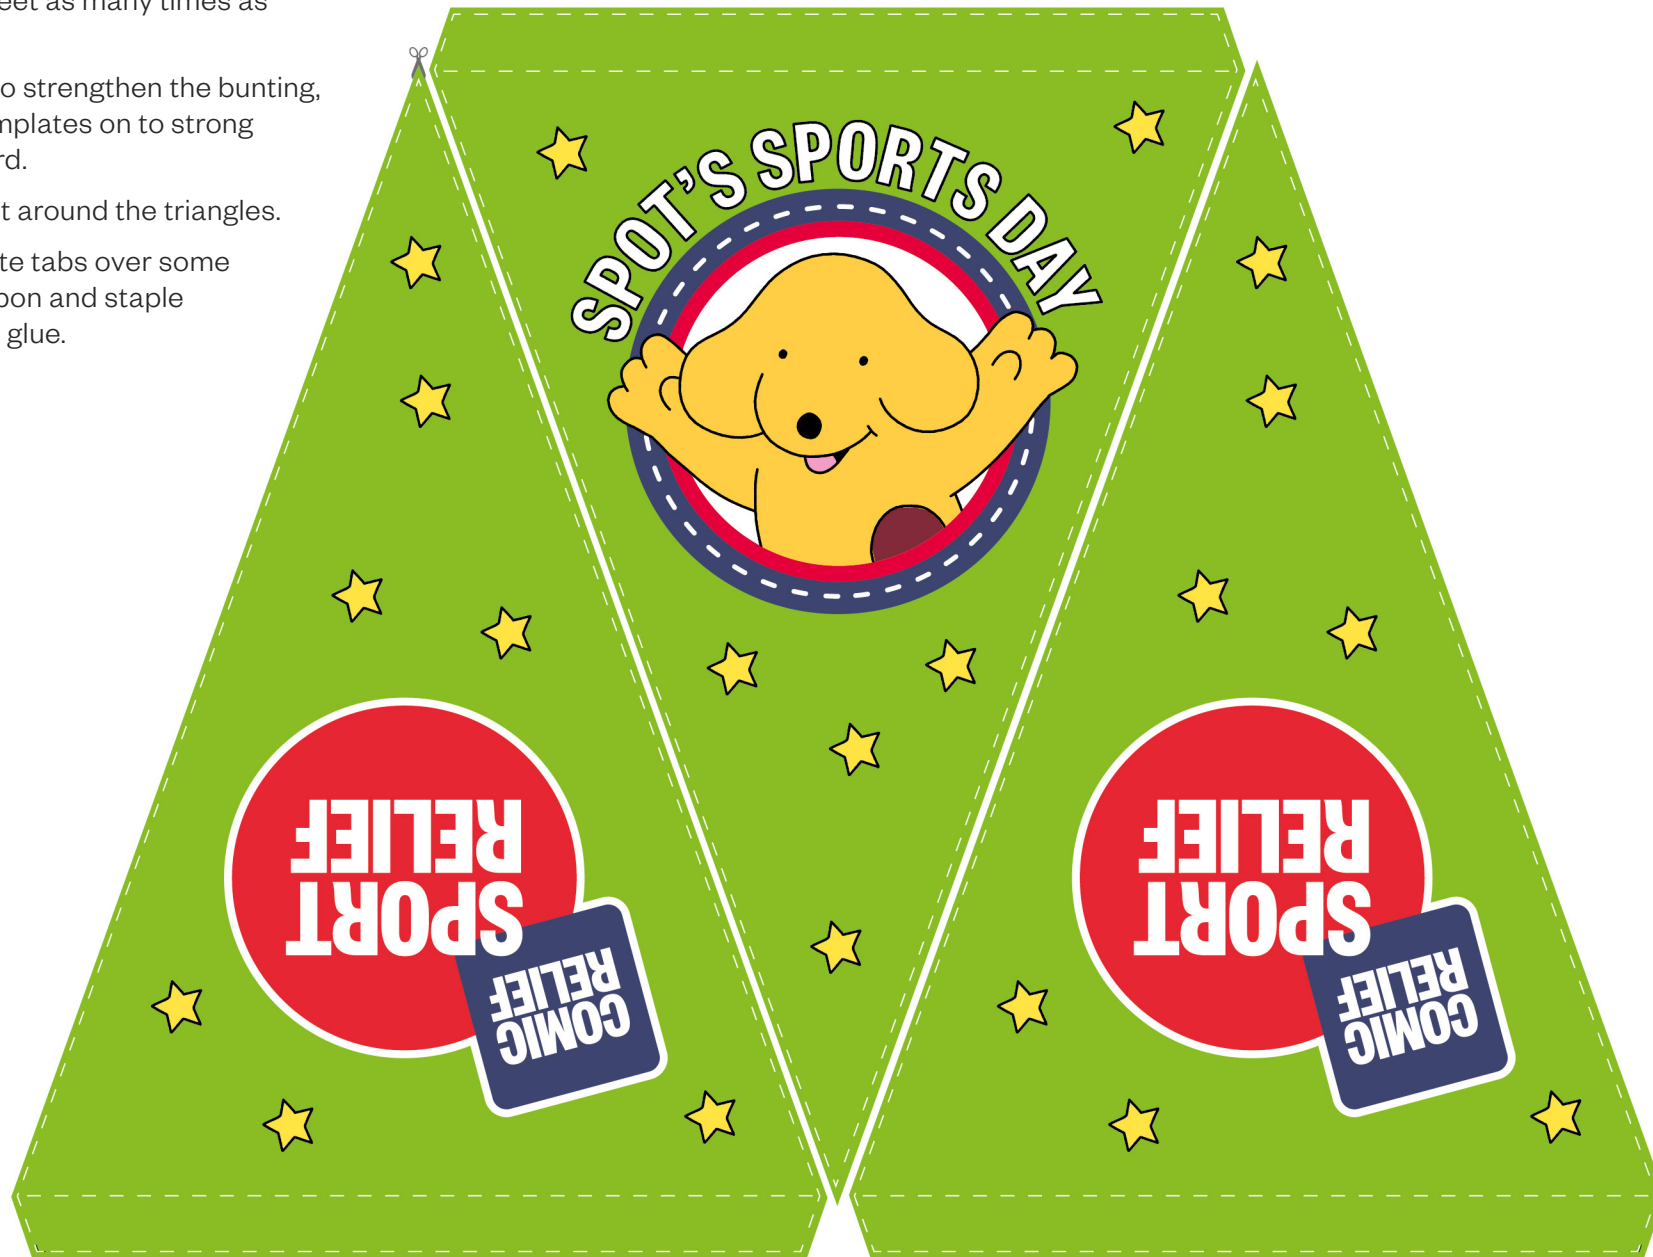 eet as many times as
o strengthen the bunting,
mplates on to strong
rd.
t around the triangles.
te tabs over some
bon and staple
glue.
SPOT'S SPORTS DAY
SPORT
RELIEF
COMIC
RELIEF
SPORT
RELIEF
COMIC
RELIEF